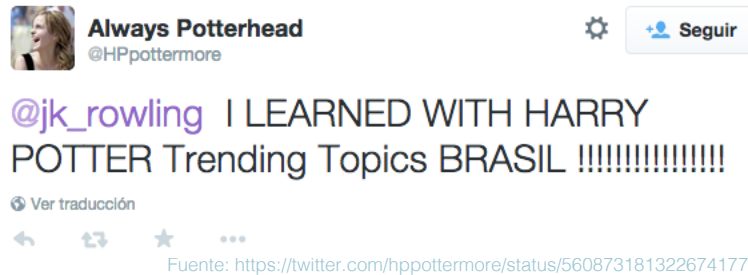 Always Potterhead
@HPpottermore
Seguir
@jk_rowling I LEARNED WITH HARRY
POTTER Trending Topics BRASIL !!!!!!!!!!!!!!!!!
Ver traducción
Fuente: https://twitter.com/hppottermore/status/560873181322674177